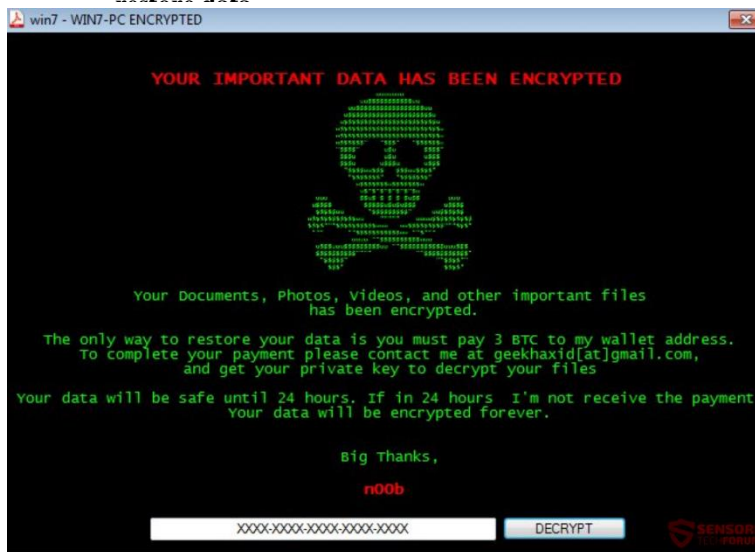 win7 - WIN7-PC ENCRYPTED
YOUR IMPORTANT DATA HAS BEEN ENCRYPTED
Your Documents, Photos, Videos, and other important files
has been encrypted.
The only way to restore your data is you must pay 3 BTC to my wallet address.
To complete your payment please contact me at geekhaxid[at]gmail.com,
and get your private key to decrypt your files
Your data will be safe until 24 hours. If in 24 hours I'm not receive the payment
Your data will be encrypted forever.
Big Thanks,
n00b
XXXX-XXXX-XXXX-XXXX-XXXX
DECRYPT
SENSOR
TECHFORUM